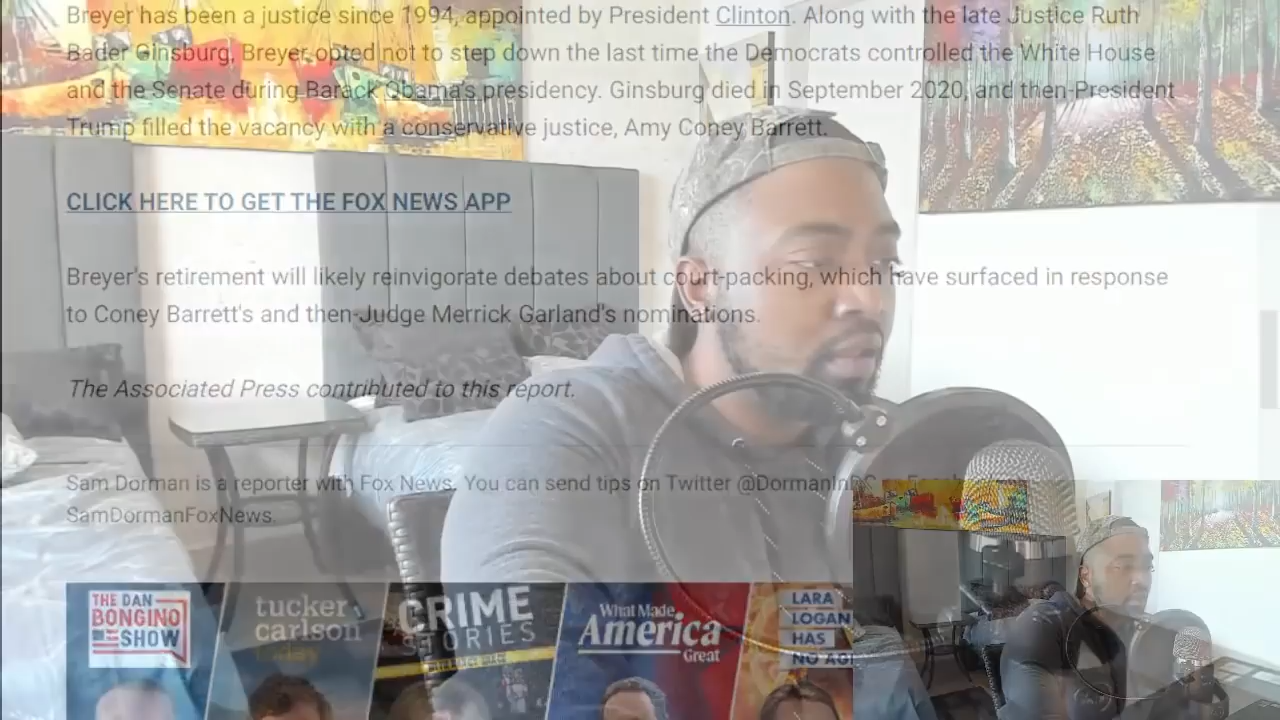 Breyer has been a justice since 1994, appointed by President Clinton. Along with the late Justice Ruth
Bader Ginsburg, Breyer opted not to step down the last time the Democrats controlled the White House
and the Senate during Barack Obama's presidency. Ginsburg died in September 2020, and then-President
Trump filled the vacancy with a conservative justice, Amy Coney Barrett.
CLICK HERE TO GET THE FOX NEWS APP
Breyer's retirement will likely reinvigorate debates about court-packing, which have surfaced in response
to Coney Barrett's and then-Judge Merrick Garland's nominations.
The Associated Press contributed to this report.
Sam Dorman is a reporter with Fox News. You can send tips on Twitter @DormanInDC
SamDormanFoxNews.
THE DAN
BONGINO
SHOW
tucker
carlson
today
CRIME
STORIES
What Made
America
Great
LARA
LOGAN
HAS
NO